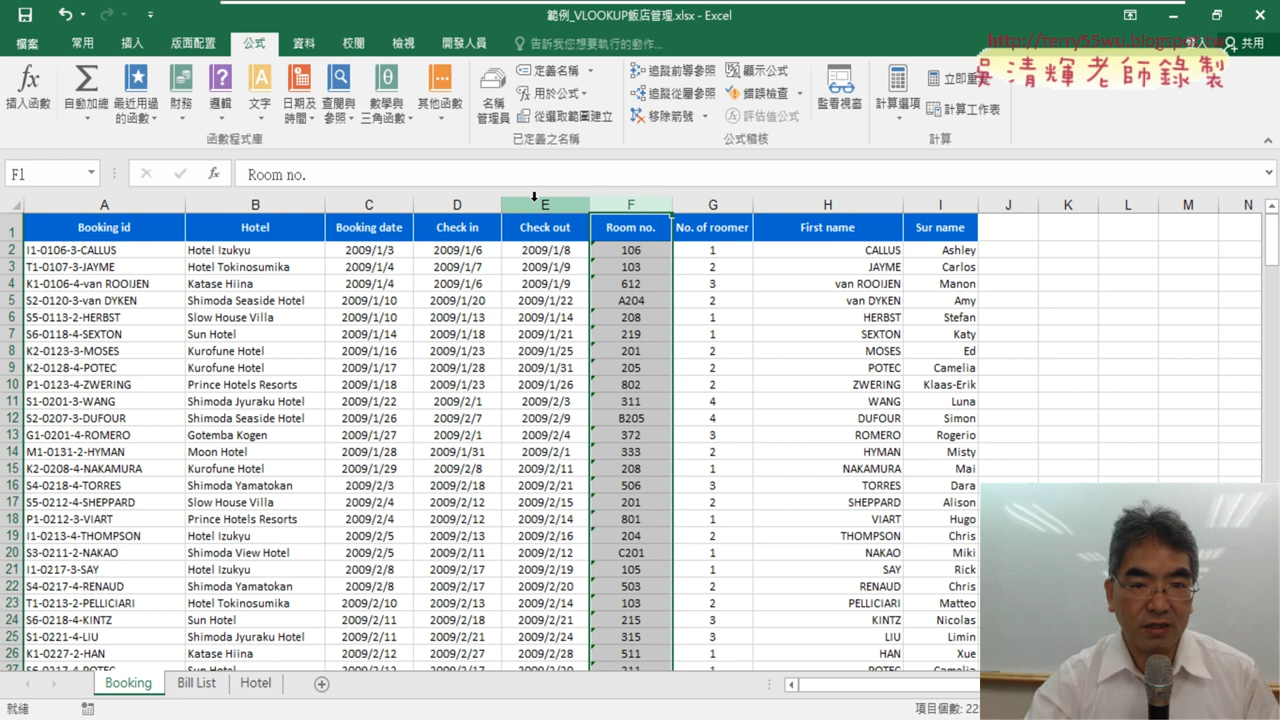 範例_VLOOKUP飯店管理.xlsx - Excel
檔案 常用 插入 版面配置 公式 資料 校閱 檢視 開發人員 告訴我您想要執行的動作... 共用
http://terry55wu.blogspot.tw
吳清輝老師錄製
插入函數 自動加總 最近用過的函數 財務 邏輯 文字 日期及時間 查閱與參照 數學與三角函數 其他函數 名稱管理員 定義名稱 用於公式 從選取範圍建立 追蹤前導參照 追蹤從屬參照 移除箭號 顯示公式 錯誤檢查 評估值公式 監看視窗 計算選項 立即重 計算工作表
函數程式庫 已定義之名稱 公式稽核 計算
F1 fx Room no.
A B C D E F G H I J K L M N
1 Booking id Hotel Booking date Check in Check out Room no. No. of roomer First name Sur name
2 I1-0106-3-CALLUS Hotel Izukyu 2009/1/3 2009/1/6 2009/1/8 106 1 CALLUS Ashley
3 T1-0107-3-JAYME Hotel Tokinosumika 2009/1/4 2009/1/7 2009/1/9 103 2 JAYME Carlos
4 K1-0106-4-van ROOIJEN Katase Hiina 2009/1/4 2009/1/6 2009/1/9 612 3 van ROOIJEN Manon
5 S2-0120-3-van DYKEN Shimoda Seaside Hotel 2009/1/10 2009/1/20 2009/1/22 A204 2 van DYKEN Amy
6 S5-0113-2-HERBST Slow House Villa 2009/1/10 2009/1/13 2009/1/14 208 1 HERBST Stefan
7 S6-0118-4-SEXTON Sun Hotel 2009/1/14 2009/1/18 2009/1/21 219 1 SEXTON Katy
8 K2-0123-3-MOSES Kurofune Hotel 2009/1/16 2009/1/23 2009/1/25 201 2 MOSES Ed
9 K2-0128-4-POTEC Kurofune Hotel 2009/1/17 2009/1/28 2009/1/31 205 2 POTEC Camelia
10 P1-0123-4-ZWERING Prince Hotels Resorts 2009/1/18 2009/1/23 2009/1/26 802 2 ZWERING Klaas-Erik
11 S1-0201-3-WANG Shimoda Jyuraku Hotel 2009/1/22 2009/2/1 2009/2/3 311 4 WANG Luna
12 S2-0207-3-DUFOUR Shimoda Seaside Hotel 2009/1/26 2009/2/7 2009/2/9 B205 4 DUFOUR Simon
13 G1-0201-4-ROMERO Gotemba Kogen 2009/1/27 2009/2/1 2009/2/4 372 3 ROMERO Rogerio
14 M1-0131-2-HYMAN Moon Hotel 2009/1/28 2009/1/31 2009/2/1 333 2 HYMAN Misty
15 K2-0208-4-NAKAMURA Kurofune Hotel 2009/1/29 2009/2/8 2009/2/11 208 1 NAKAMURA Mai
16 S4-0218-4-TORRES Shimoda Yamatokan 2009/2/3 2009/2/18 2009/2/21 506 3 TORRES Dara
17 S5-0212-4-SHEPPARD Slow House Villa 2009/2/4 2009/2/12 2009/2/15 201 2 SHEPPARD Alison
18 P1-0212-3-VIART Prince Hotels Resorts 2009/2/4 2009/2/12 2009/2/14 801 1 VIART Hugo
19 I1-0213-4-THOMPSON Hotel Izukyu 2009/2/5 2009/2/13 2009/2/16 204 2 THOMPSON Chris
20 S3-0211-2-NAKAO Shimoda View Hotel 2009/2/5 2009/2/11 2009/2/12 C201 1 NAKAO Miki
21 I1-0217-3-SAY Hotel Izukyu 2009/2/8 2009/2/17 2009/2/19 105 1 SAY Rick
22 S4-0217-4-RENAUD Shimoda Yamatokan 2009/2/8 2009/2/17 2009/2/20 503 2 RENAUD Chris
23 T1-0213-2-PELLICIARI Hotel Tokinosumika 2009/2/10 2009/2/13 2009/2/14 103 2 PELLICIARI Matteo
24 S6-0218-4-KINTZ Sun Hotel 2009/2/11 2009/2/18 2009/2/21 215 3 KINTZ Nicolas
25 S1-0221-4-LIU Shimoda Jyuraku Hotel 2009/2/11 2009/2/21 2009/2/24 315 3 LIU Limin
26 K1-0227-2-HAN Katase Hiina 2009/2/12 2009/2/27 2009/2/28 511 1 HAN Xue
27 S6-0217-4-POTEC Sun Hotel 2009/2/12 2009/2/17 2009/2/20 211 1 POTEC Camelia
Booking Bill List Hotel
就緒 項目個數: 22